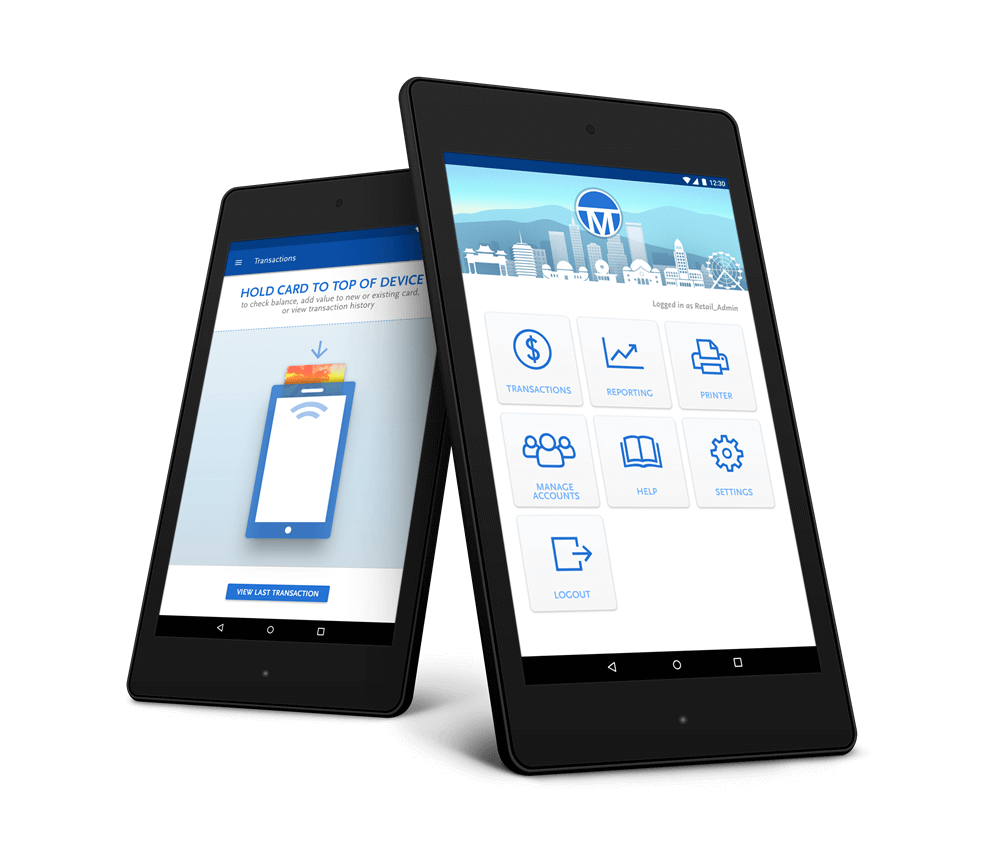 Transactions
HOLD CARD TO TOP OF DEVICE
to check balance, add value to new or existing card,
or view transaction history
VIEW LAST TRANSACTION
12:30
M
Logged in as Retail_Admin
TRANSACTIONS
REPORTING
PRINTER
MANAGE
ACCOUNTS
HELP
SETTINGS
LOGOUT